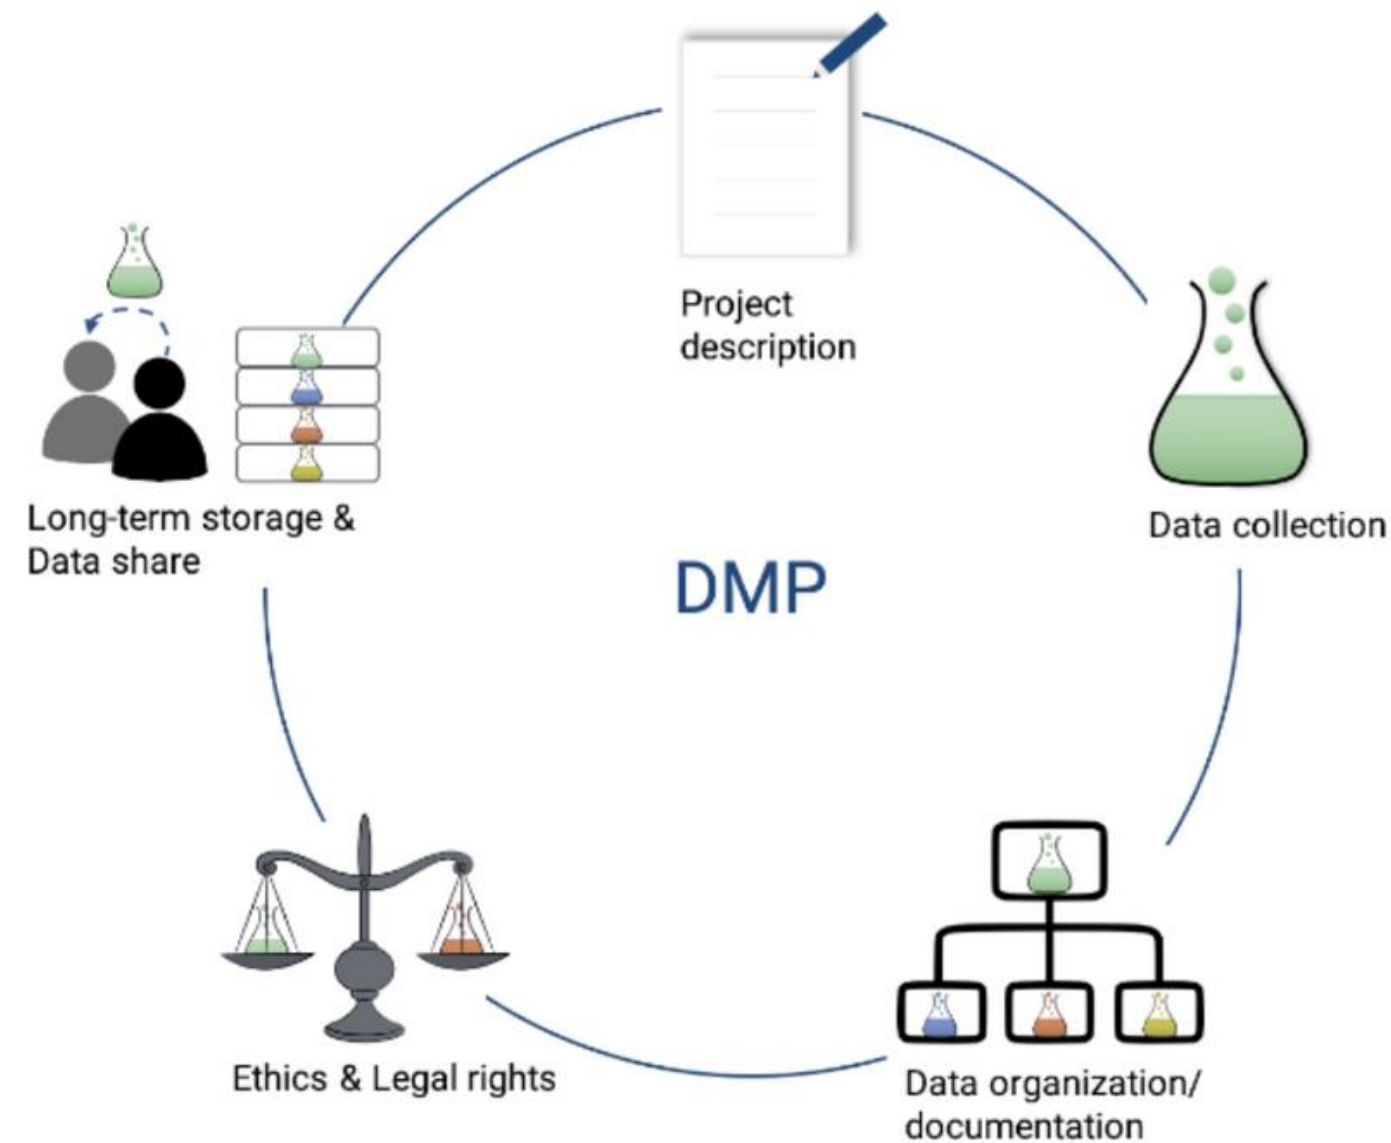 Project
description
Data collection
Long-term storage &
Data share
DMP
Ethics & Legal rights
Data organization/
documentation